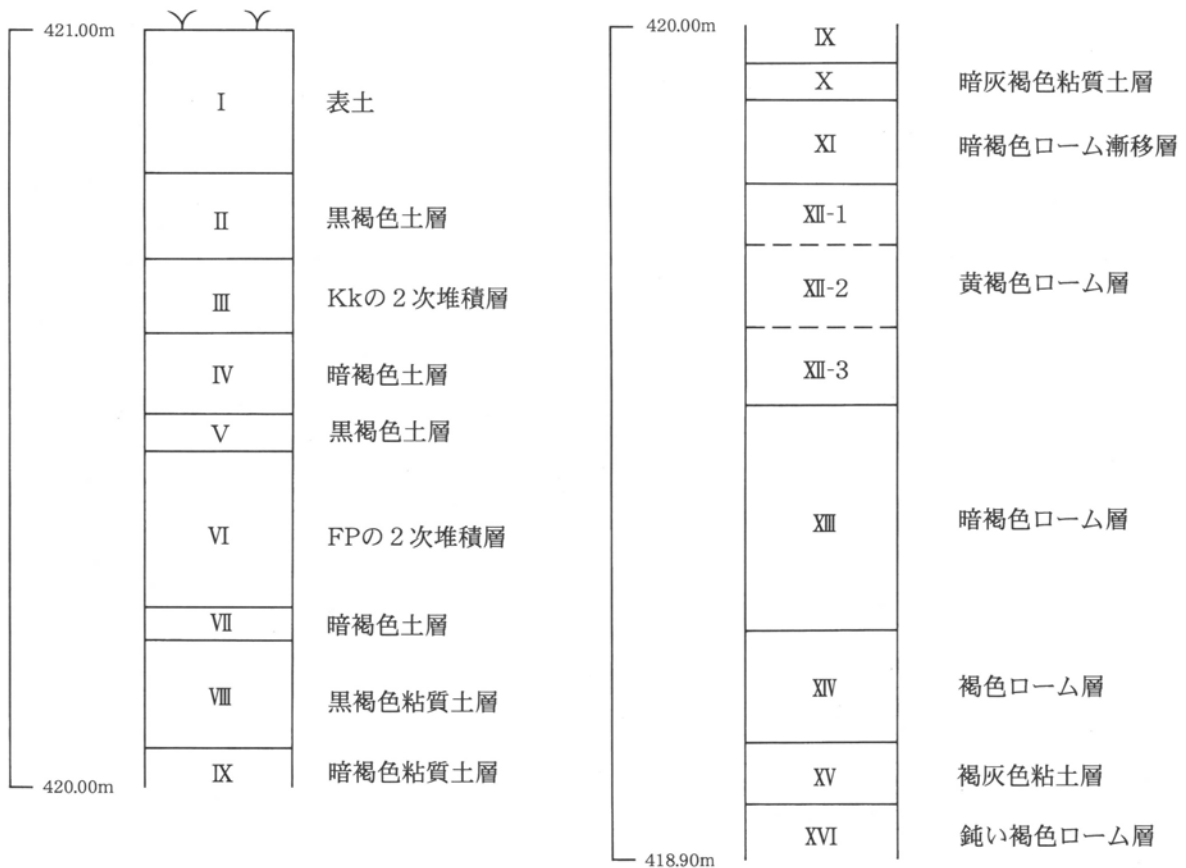 421.00m
Ⅰ 表土
Ⅱ 黒褐色土層
Ⅲ Kkの2次堆積層
Ⅳ 暗褐色土層
Ⅴ 黒褐色土層
Ⅵ FPの2次堆積層
Ⅶ 暗褐色土層
Ⅷ 黒褐色粘質土層
Ⅸ 暗褐色粘質土層
420.00m
420.00m
Ⅸ
Ⅹ 暗灰褐色粘質土層
Ⅺ 暗褐色ローム漸移層
Ⅻ-1
Ⅻ-2 黄褐色ローム層
Ⅻ-3
XIII 暗褐色ローム層
XIV 褐色ローム層
XV 褐灰色粘土層
XVI 鈍い褐色ローム層
418.90m